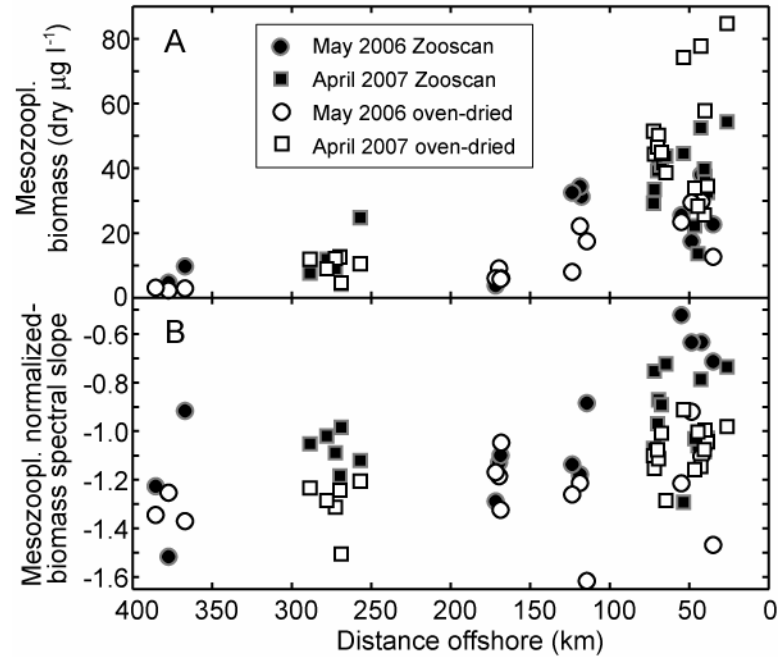 A
May 2006 Zooscan
April 2007 Zooscan
May 2006 oven-dried
April 2007 oven-dried
Mesozoopl.
biomass (dry µg l⁻¹)
80
60
40
20
0
B
Mesozoopl. normalized-
biomass spectral slope
-0.6
-0.8
-1.0
-1.2
-1.4
-1.6
400 350 300 250 200 150 100 50 0
Distance offshore (km)